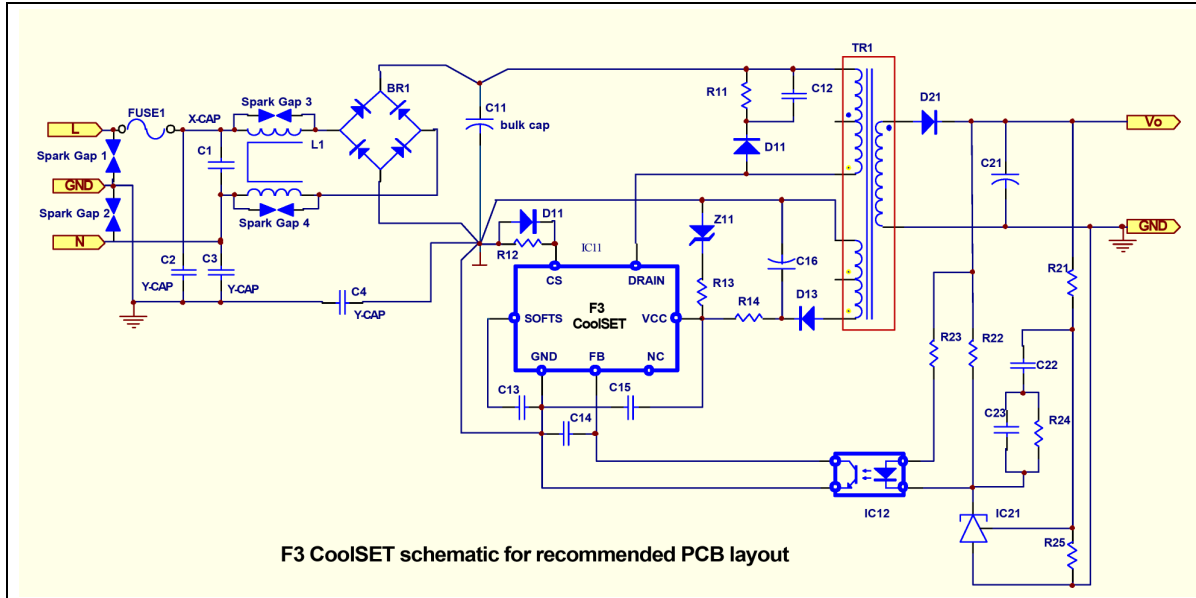 TR1
BR1
R11
C12
C11
bulk cap
D21
FUSE1
X-CAP
Spark Gap 3
L
Vo
L1
C1
Spark Gap 1
D11
C21
GND
Spark Gap 2
Spark Gap 4
N
D11
Z11
GND
R12
IC11
C2
C3
C16
Y-CAP
Y-CAP
CS
DRAIN
R21
R13
C4
Y-CAP
F3
CoolSET
R14
D13
SOFTS
VCC
R23
R22
GND
FB
NC
C22
C13
C15
C14
C23
R24
IC12
IC21
R25
F3 CoolSET schematic for recommended PCB layout